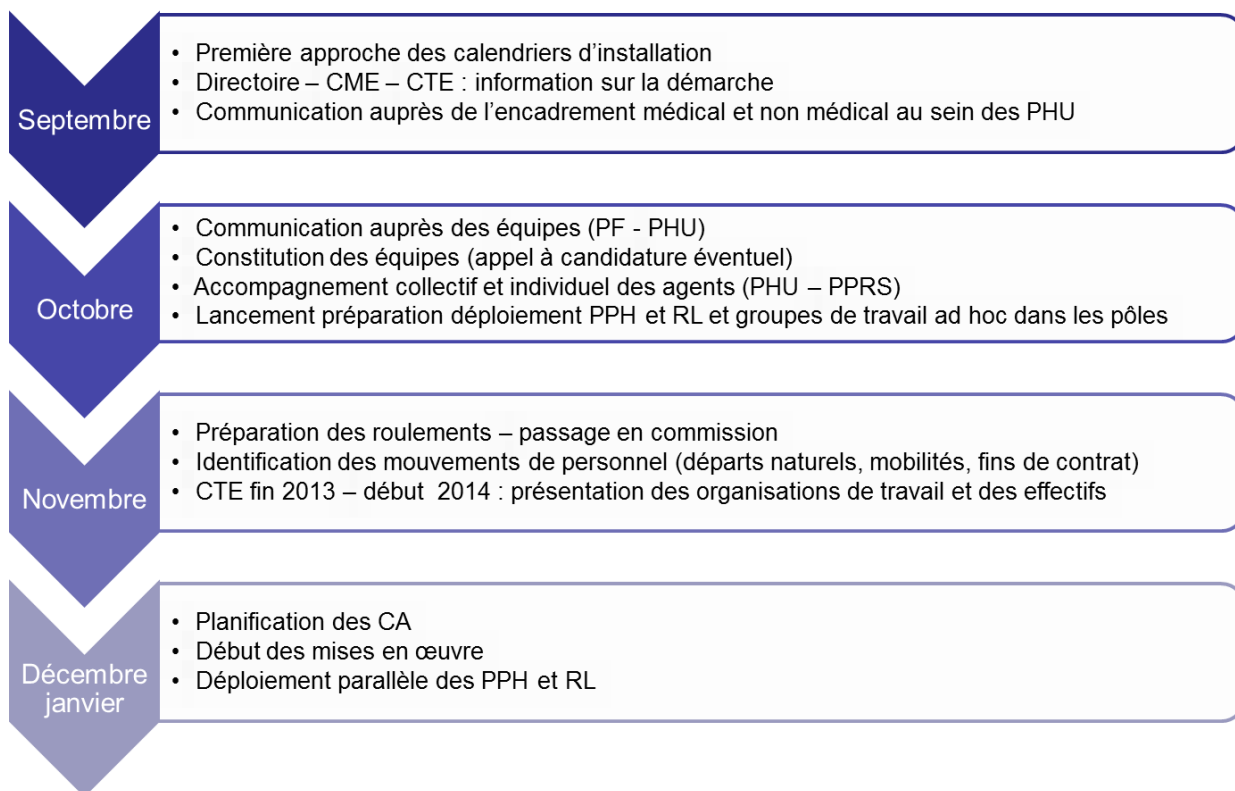 Septembre
• Première approche des calendriers d’installation
• Directoire – CME – CTE : information sur la démarche
• Communication auprès de l’encadrement médical et non médical au sein des PHU
Octobre
• Communication auprès des équipes (PF - PHU)
• Constitution des équipes (appel à candidature éventuel)
• Accompagnement collectif et individuel des agents (PHU – PPRS)
• Lancement préparation déploiement PPH et RL et groupes de travail ad hoc dans les pôles
Novembre
• Préparation des roulements – passage en commission
• Identification des mouvements de personnel (départs naturels, mobilités, fins de contrat)
• CTE fin 2013 – début 2014 : présentation des organisations de travail et des effectifs
Décembre
janvier
• Planification des CA
• Début des mises en œuvre
• Déploiement parallèle des PPH et RL